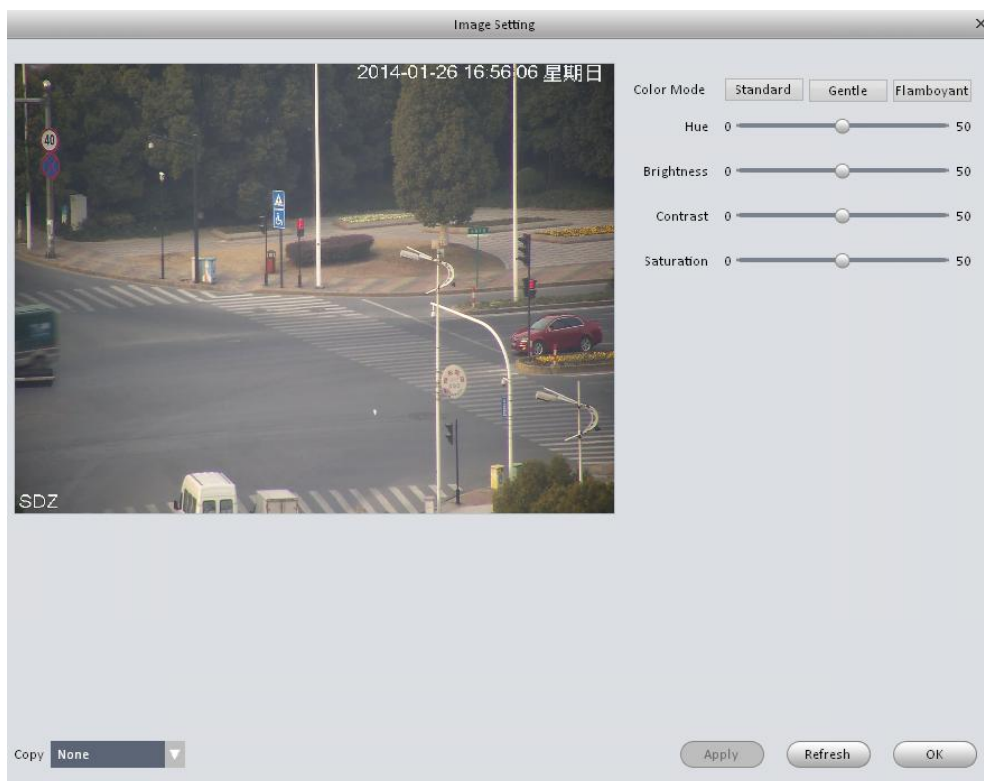 Image Setting
×
2014-01-26 16:56:06 星期日
40
SDZ
Color Mode Standard Gentle Flamboyant
Hue 0 50
Brightness 0 50
Contrast 0 50
Saturation 0 50
Copy None
Apply Refresh OK